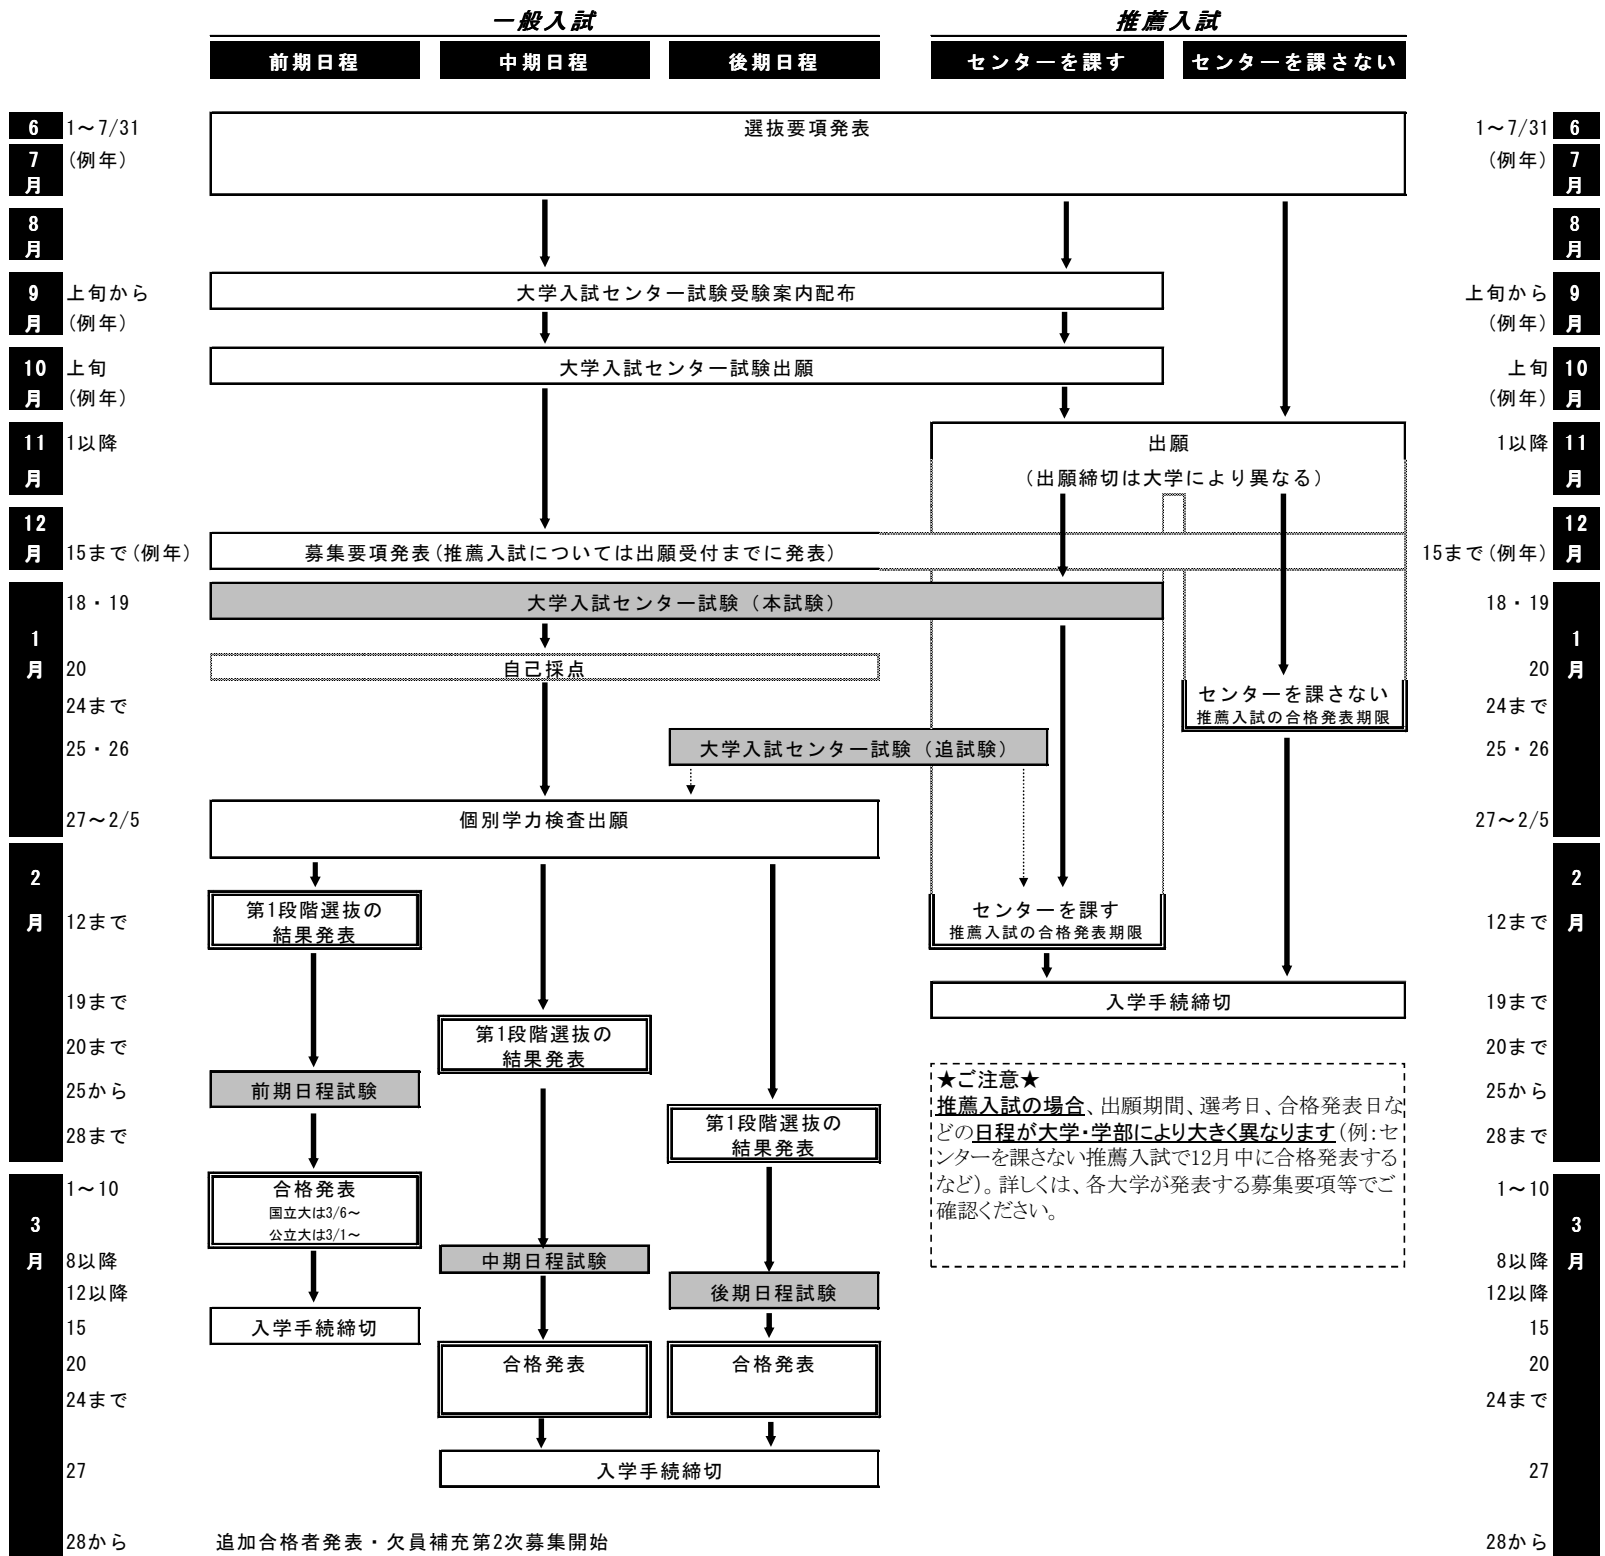 一般入試
推薦入試
前期日程
中期日程
後期日程
センターを課す
センターを課さない
6
1～7/31
選抜要項発表
1～7/31
6
7
(例年)
(例年)
7
月
月
8
8
月
月
9
上旬から
大学入試センター試験受験案内配布
上旬から
9
月
(例年)
(例年)
月
10
上旬
大学入試センター試験出願
上旬
10
月
(例年)
(例年)
月
11
1以降
出願
1以降
11
月
（出願締切は大学により異なる）
月
12
12
月
15まで(例年)
募集要項発表(推薦入試については出願受付までに発表)
15まで(例年)
月
18・19
大学入試センター試験（本試験）
18・19
1
1
月
20
自己採点
20
月
24まで
センターを課さない
推薦入試の合格発表期限
24まで
25・26
大学入試センター試験（追試験）
25・26
27～2/5
個別学力検査出願
27～2/5
2
2
月
12まで
第1段階選抜の
結果発表
センターを課す
推薦入試の合格発表期限
12まで
月
19まで
入学手続締切
19まで
20まで
第1段階選抜の
結果発表
20まで
25から
前期日程試験
25から
28まで
第1段階選抜の
結果発表
28まで
★ご注意★
推薦入試の場合、出願期間、選考日、合格発表日な
どの日程が大学・学部により大きく異なります(例：セ
ンターを課さない推薦入試で12月中に合格発表する
など)。詳しくは、各大学が発表する募集要項等でご
確認ください。
1～10
合格発表
国立大は3/6～
公立大は3/1～
1～10
3
3
月
8以降
中期日程試験
8以降
月
12以降
後期日程試験
12以降
15
入学手続締切
15
20
合格発表
合格発表
20
24まで
24まで
27
入学手続締切
27
28から
追加合格者発表・欠員補充第2次募集開始
28から